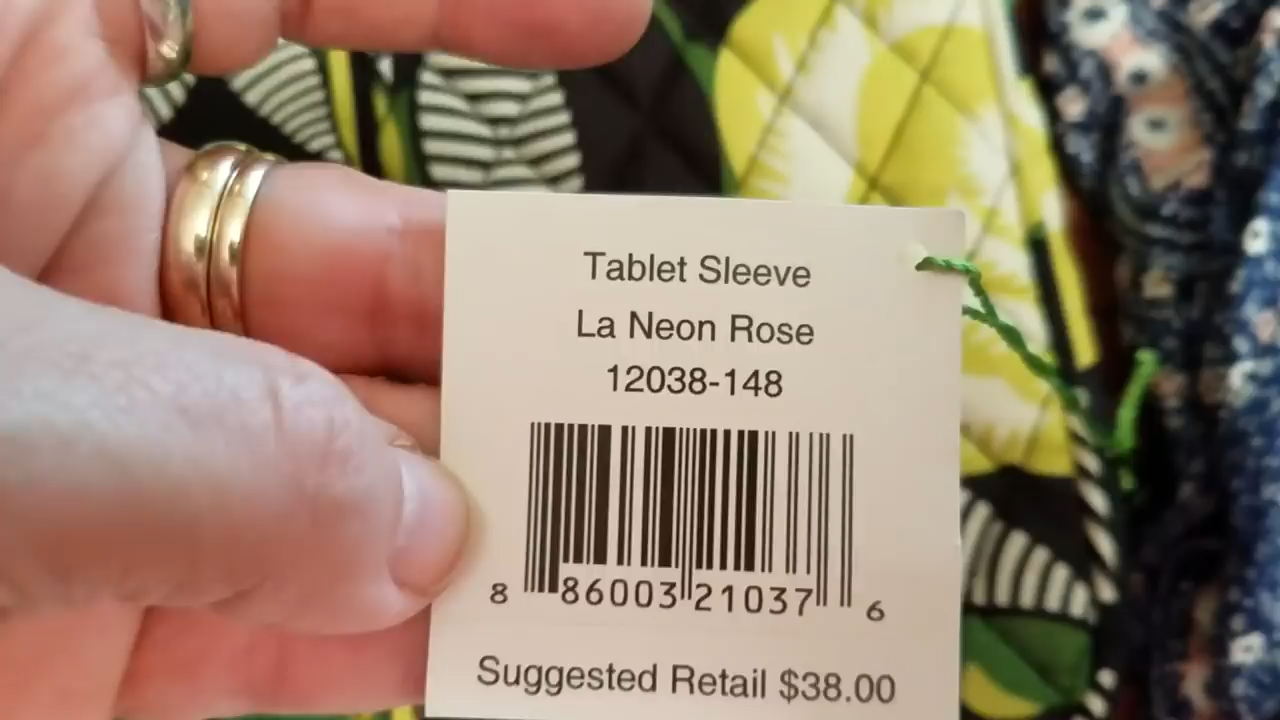 Tablet Sleeve
La Neon Rose
12038-148
8 86003 21037 6
Suggested Retail $38.00